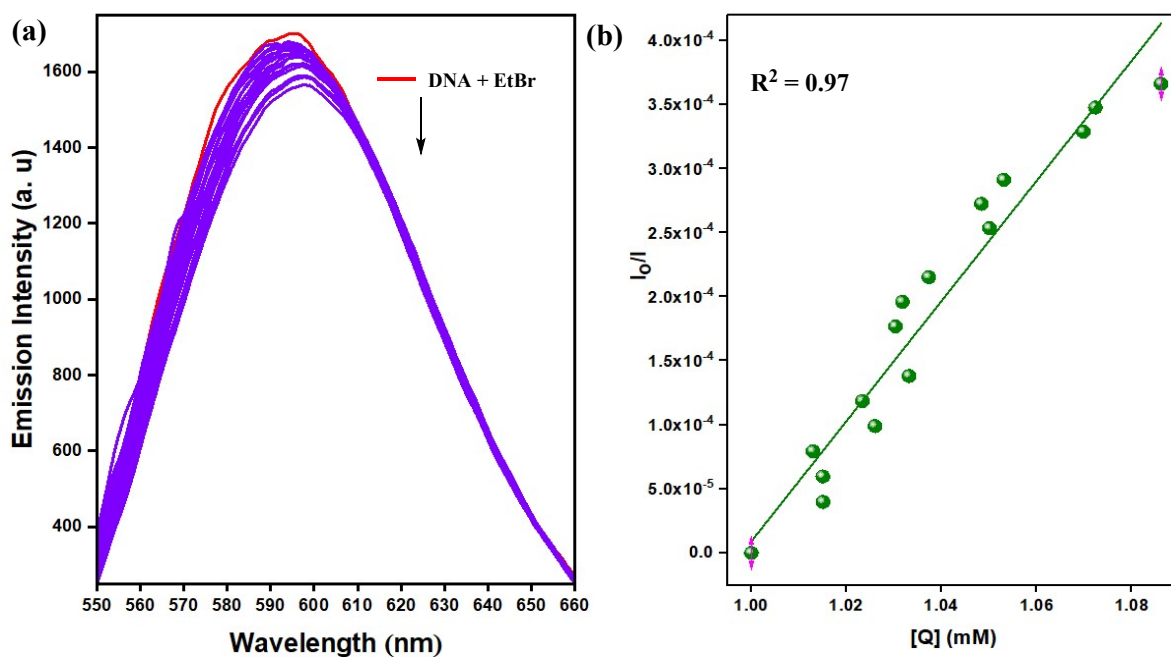 (a)
DNA + EtBr
Emission Intensity (a. u)
1600
1400
1200
1000
800
600
400
550 560 570 580 590 600 610 620 630 640 650 660
Wavelength (nm)
(b)
R² = 0.97
I₀/I
4.0x10⁻⁴
3.5x10⁻⁴
3.0x10⁻⁴
2.5x10⁻⁴
2.0x10⁻⁴
1.5x10⁻⁴
1.0x10⁻⁴
5.0x10⁻⁵
0.0
1.00 1.02 1.04 1.06 1.08
[Q] (mM)